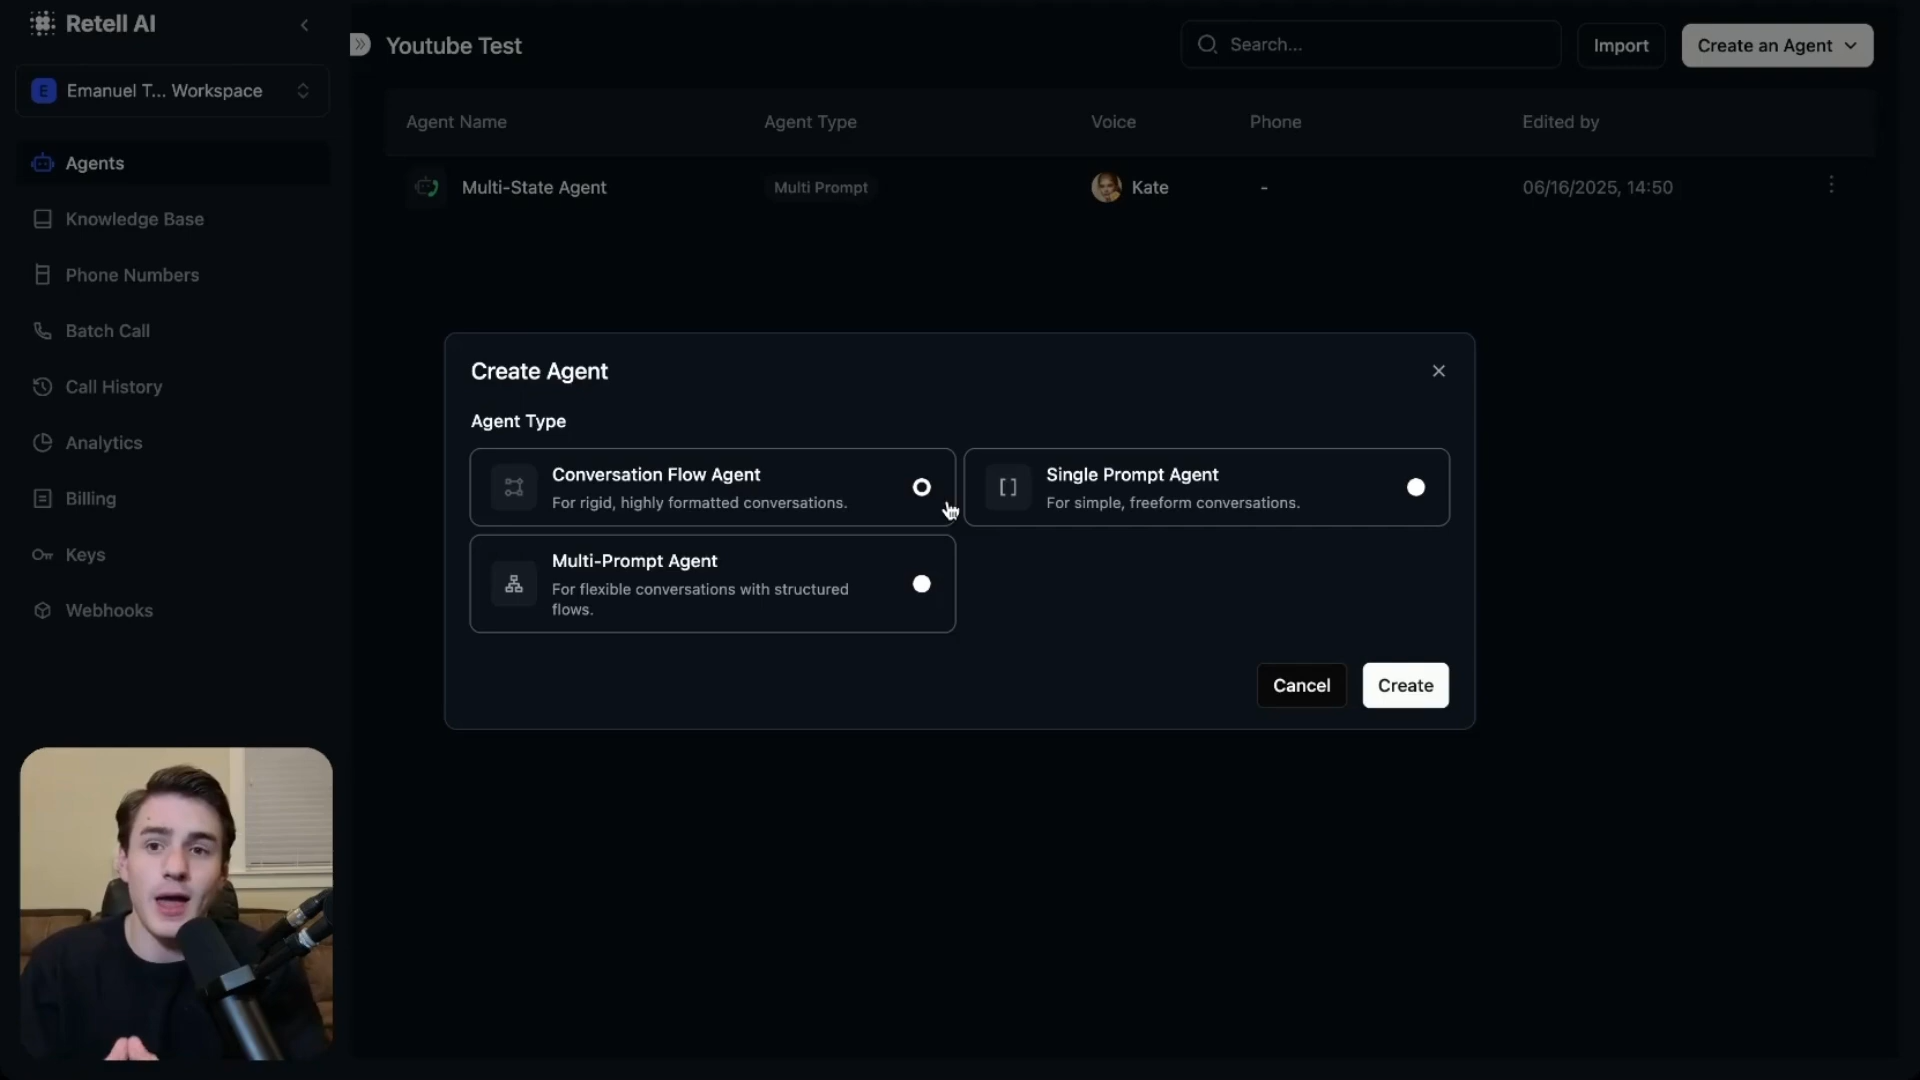 Retell AI
Emanuel T... Workspace
E
Agents
Knowledge Base
Phone Numbers
Batch Call
Call History
Analytics
Billing
Keys
Webhooks
Youtube Test
Search...
Import
Create an Agent
Agent Name
Agent Type
Voice
Phone
Edited by
Multi-State Agent
Multi Prompt
Kate
-
06/16/2025, 14:50
Create Agent
Agent Type
Conversation Flow Agent
For rigid, highly formatted conversations.
Single Prompt Agent
For simple, freeform conversations.
Multi-Prompt Agent
For flexible conversations with structured
flows.
Cancel
Create